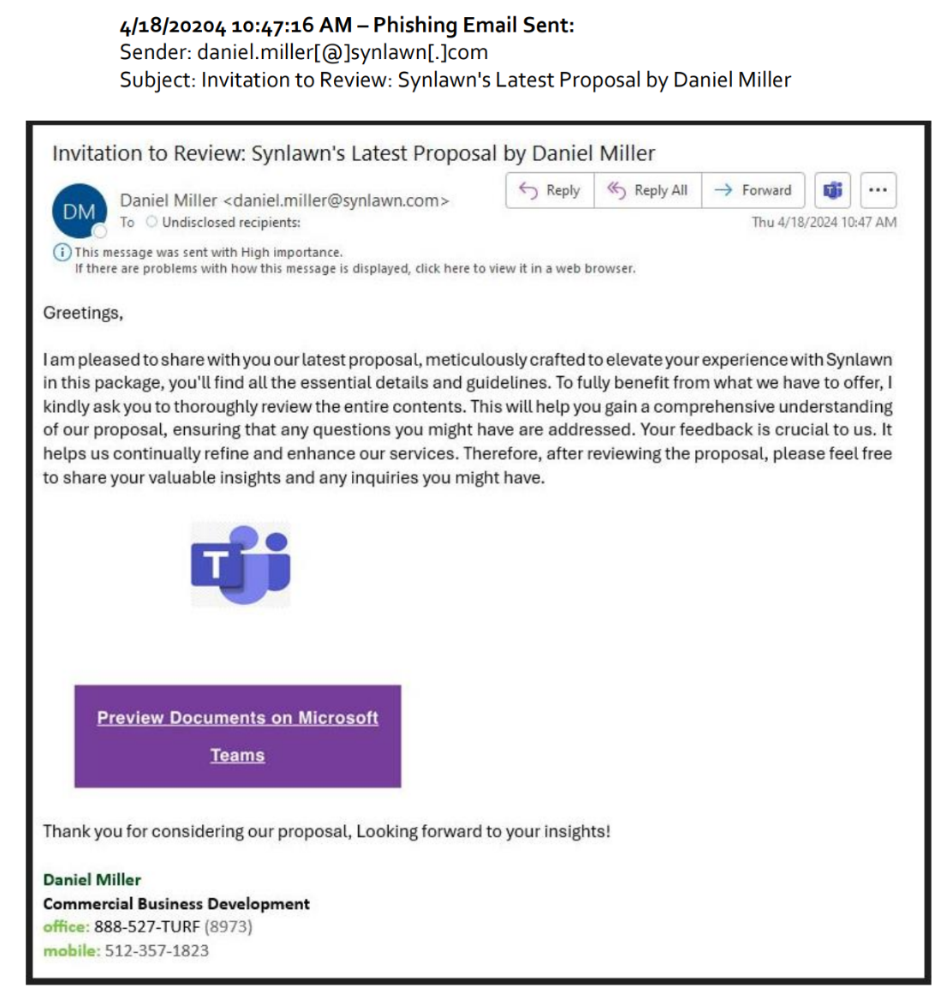 4/18/20204 10:47:16 AM – Phishing Email Sent:
Sender: daniel.miller[@]synlawn[.]com
Subject: Invitation to Review: Synlawn's Latest Proposal by Daniel Miller
Invitation to Review: Synlawn's Latest Proposal by Daniel Miller
DM
Daniel Miller <daniel.miller@synlawn.com>
Reply
Reply All
Forward
To Undisclosed recipients:
Thu 4/18/2024 10:47 AM
This message was sent with High importance.
If there are problems with how this message is displayed, click here to view it in a web browser.
Greetings,
I am pleased to share with you our latest proposal, meticulously crafted to elevate your experience with Synlawn
in this package, you'll find all the essential details and guidelines. To fully benefit from what we have to offer, I
kindly ask you to thoroughly review the entire contents. This will help you gain a comprehensive understanding
of our proposal, ensuring that any questions you might have are addressed. Your feedback is crucial to us. It
helps us continually refine and enhance our services. Therefore, after reviewing the proposal, please feel free
to share your valuable insights and any inquiries you might have.
T
Preview Documents on Microsoft
Teams
Thank you for considering our proposal, Looking forward to your insights!
Daniel Miller
Commercial Business Development
office: 888-527-TURF (8973)
mobile: 512-357-1823